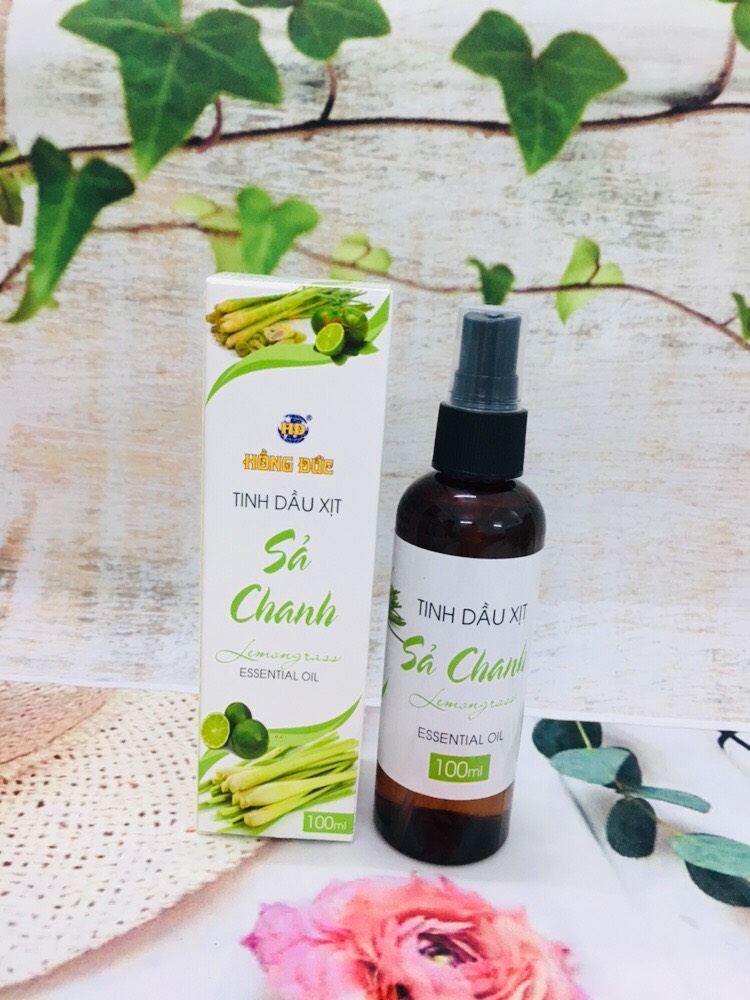 HĐ®
HỒNG ĐỨC
TINH DẦU XỊT
Sả
Chanh
Lemongrass
ESSENTIAL OIL
100ml
TINH DẦU XỊT
Sả Chanh
Lemongrass
ESSENTIAL OIL
100ml